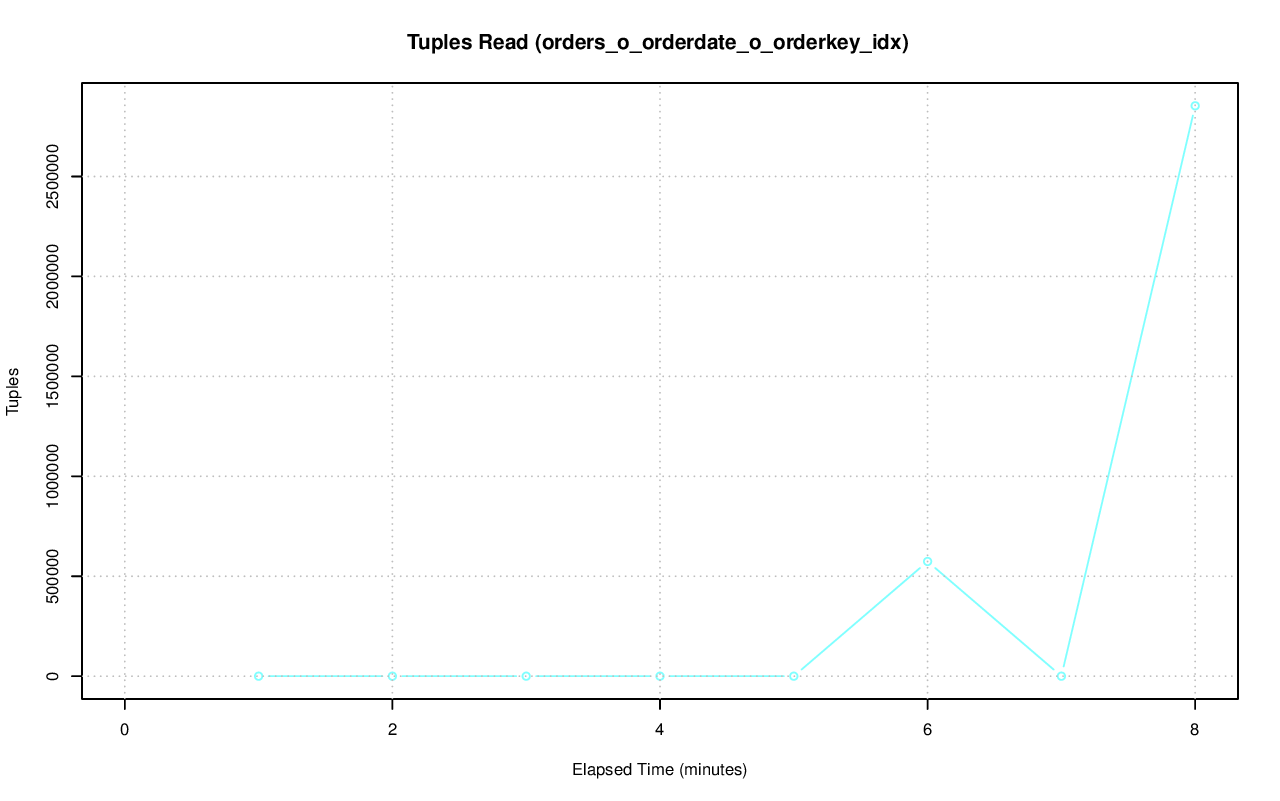 Tuples Read (orders_o_orderdate_o_orderkey_idx)
2500000
2000000
1500000
1000000
500000
0
Tuples
0 2 4 6 8
Elapsed Time (minutes)